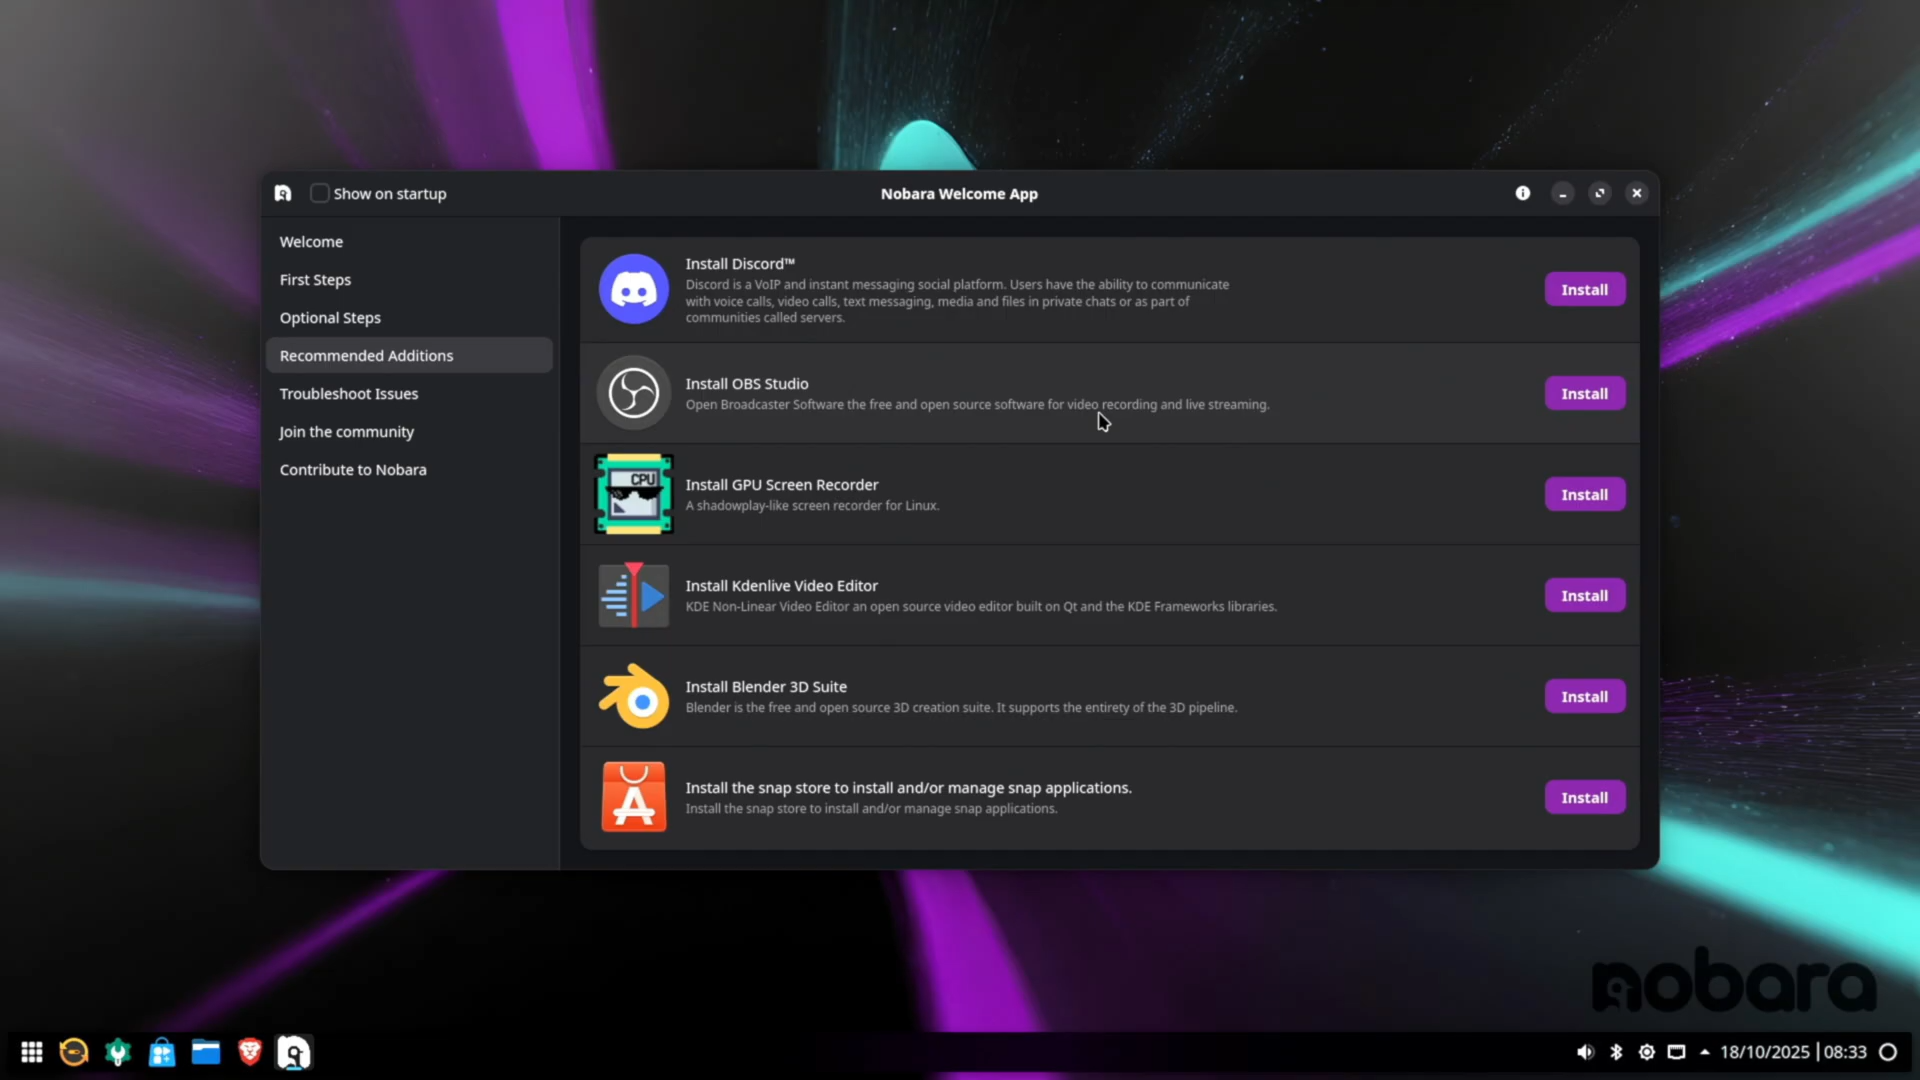 Show on startup
Nobara Welcome App
Welcome
First Steps
Optional Steps
Recommended Additions
Troubleshoot Issues
Join the community
Contribute to Nobara
Install Discord™
Discord is a VoIP and instant messaging social platform. Users have the ability to communicate
with voice calls, video calls, text messaging, media and files in private chats or as part of
communities called servers.
Install
Install OBS Studio
Open Broadcaster Software the free and open source software for video recording and live streaming.
Install
CPU
Install GPU Screen Recorder
A shadowplay-like screen recorder for Linux.
Install
Install Kdenlive Video Editor
KDE Non-Linear Video Editor an open source video editor built on Qt and the KDE Frameworks libraries.
Install
Install Blender 3D Suite
Blender is the free and open source 3D creation suite. It supports the entirety of the 3D pipeline.
Install
Install the snap store to install and/or manage snap applications.
Install the snap store to install and/or manage snap applications.
Install
nobara
18/10/2025 | 08:33